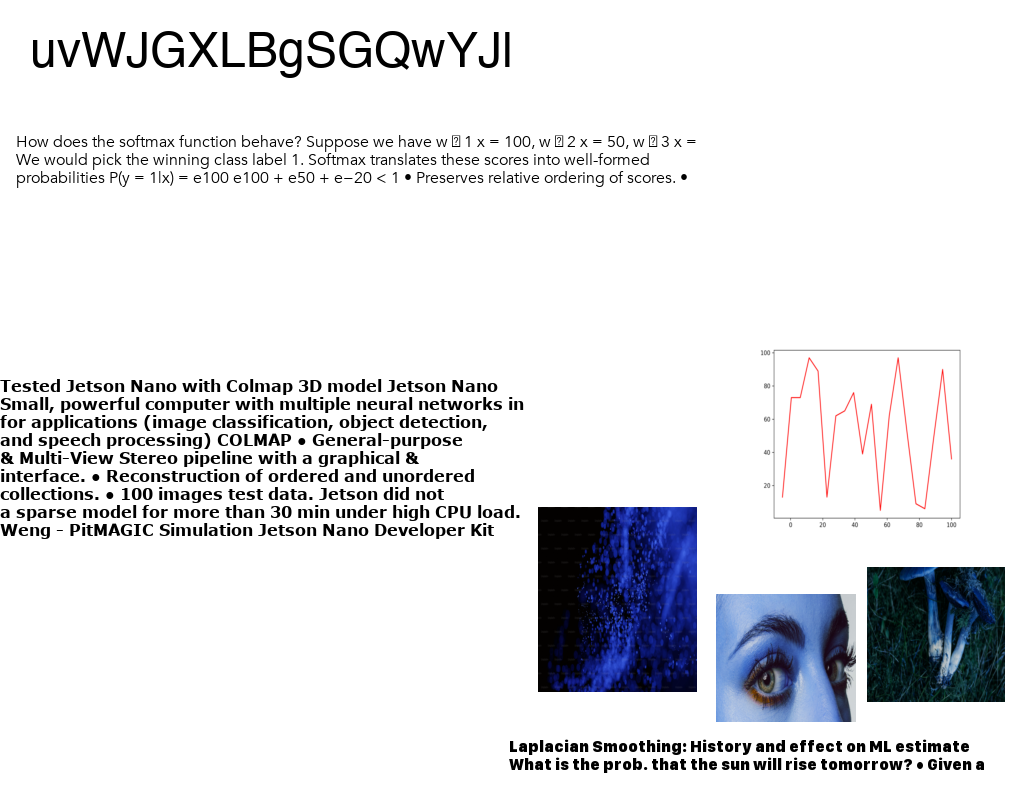 uvWJGXLBgSGQwYJI
How does the softmax function behave? Suppose we have w 1 x = 100, w 2 x = 50, w 3 x =
We would pick the winning class label 1. Softmax translates these scores into well-formed
probabilities P(y = 1|x) = e100 e100 + e50 + e−20 < 1 • Preserves relative ordering of scores. •
Tested Jetson Nano with Colmap 3D model Jetson Nano
Small, powerful computer with multiple neural networks in
for applications (image classification, object detection,
and speech processing) COLMAP • General-purpose
& Multi-View Stereo pipeline with a graphical &
interface. • Reconstruction of ordered and unordered
collections. • 100 images test data. Jetson did not
a sparse model for more than 30 min under high CPU load.
Weng - PitMAGIC Simulation Jetson Nano Developer Kit
100
80
60
40
20
0 20 40 60 80 100
Laplacian Smoothing: History and effect on ML estimate
What is the prob. that the sun will rise tomorrow? • Given a